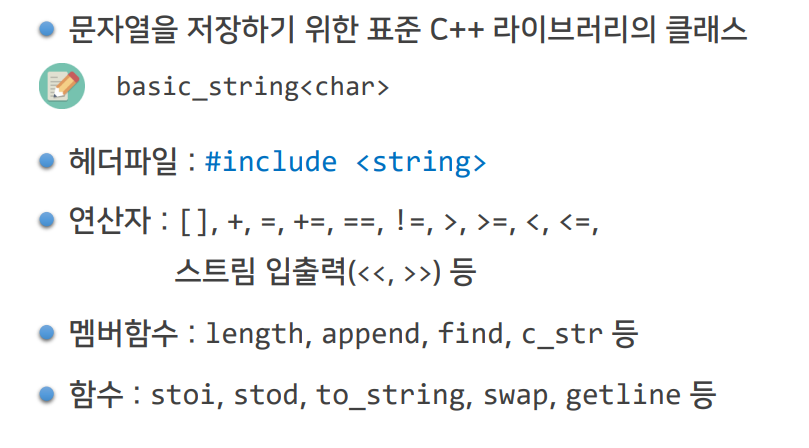 문자열을 저장하기 위한 표준 C++ 라이브러리의 클래스
basic_string<char>
헤더파일 : #include <string>
연산자 : [], +, =, +=, ==, !=, >, >=, <, <=,
스트림 입출력(<<, >>) 등
멤버함수 : length, append, find, c_str 등
함수 : stoi, stod, to_string, swap, getline 등